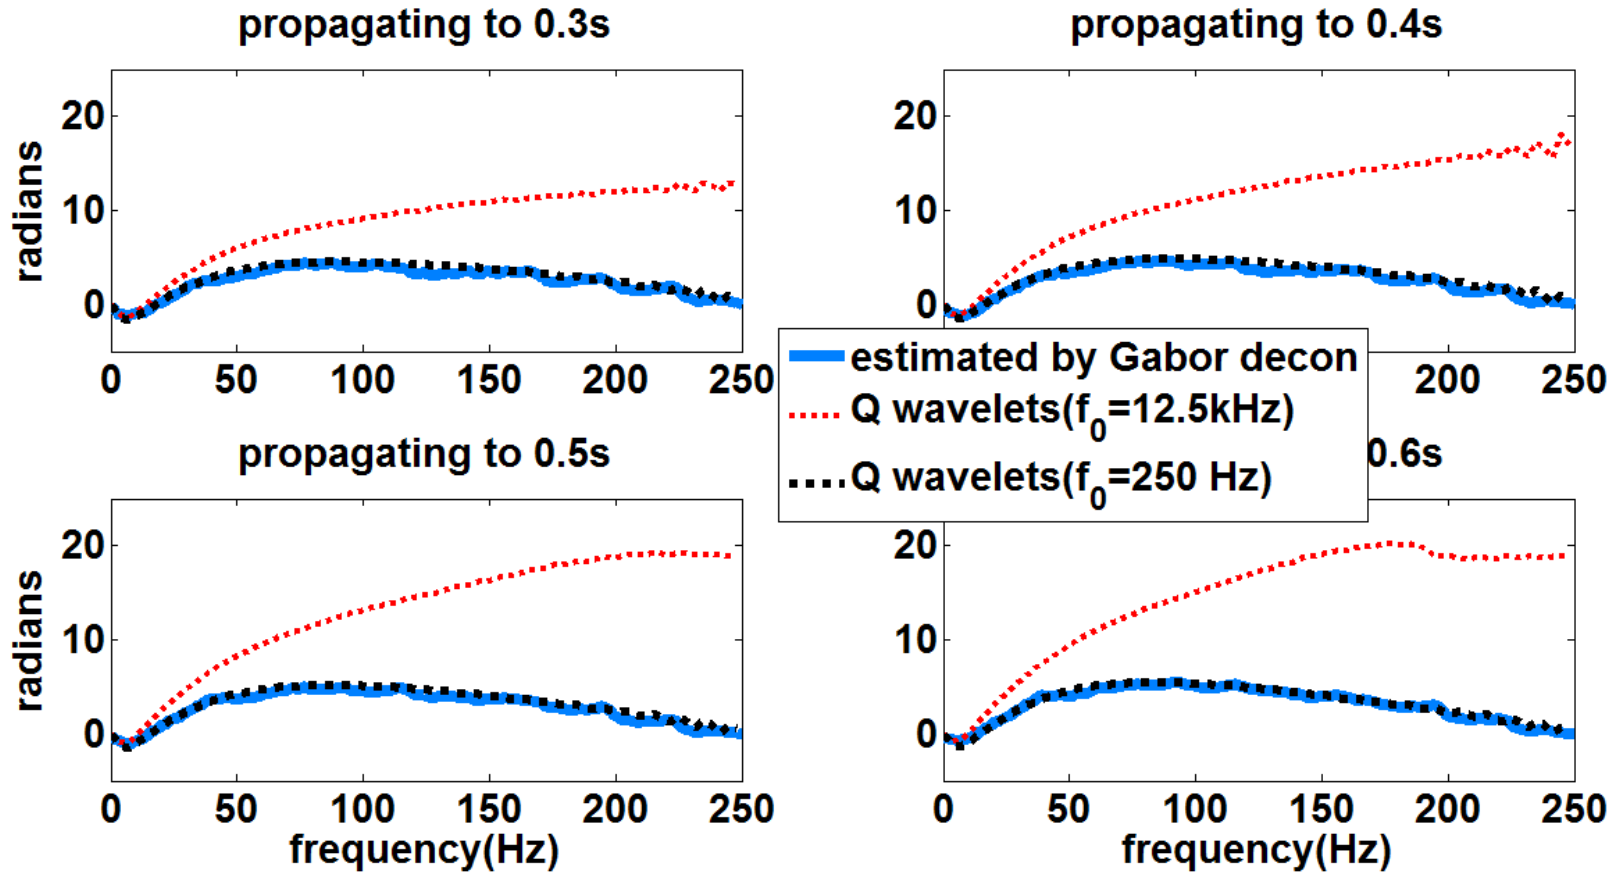 propagating to 0.3s
propagating to 0.4s
radians
20
10
0
0 50 100 150 200 250
20
10
0
200 250
estimated by Gabor decon
Q wavelets(f0=12.5kHz)
Q wavelets(f0=250 Hz)
propagating to 0.5s
0.6s
radians
20
10
0
0 50 100 150 200 250
frequency(Hz)
20
10
0
0 50 100 150 200 250
frequency(Hz)